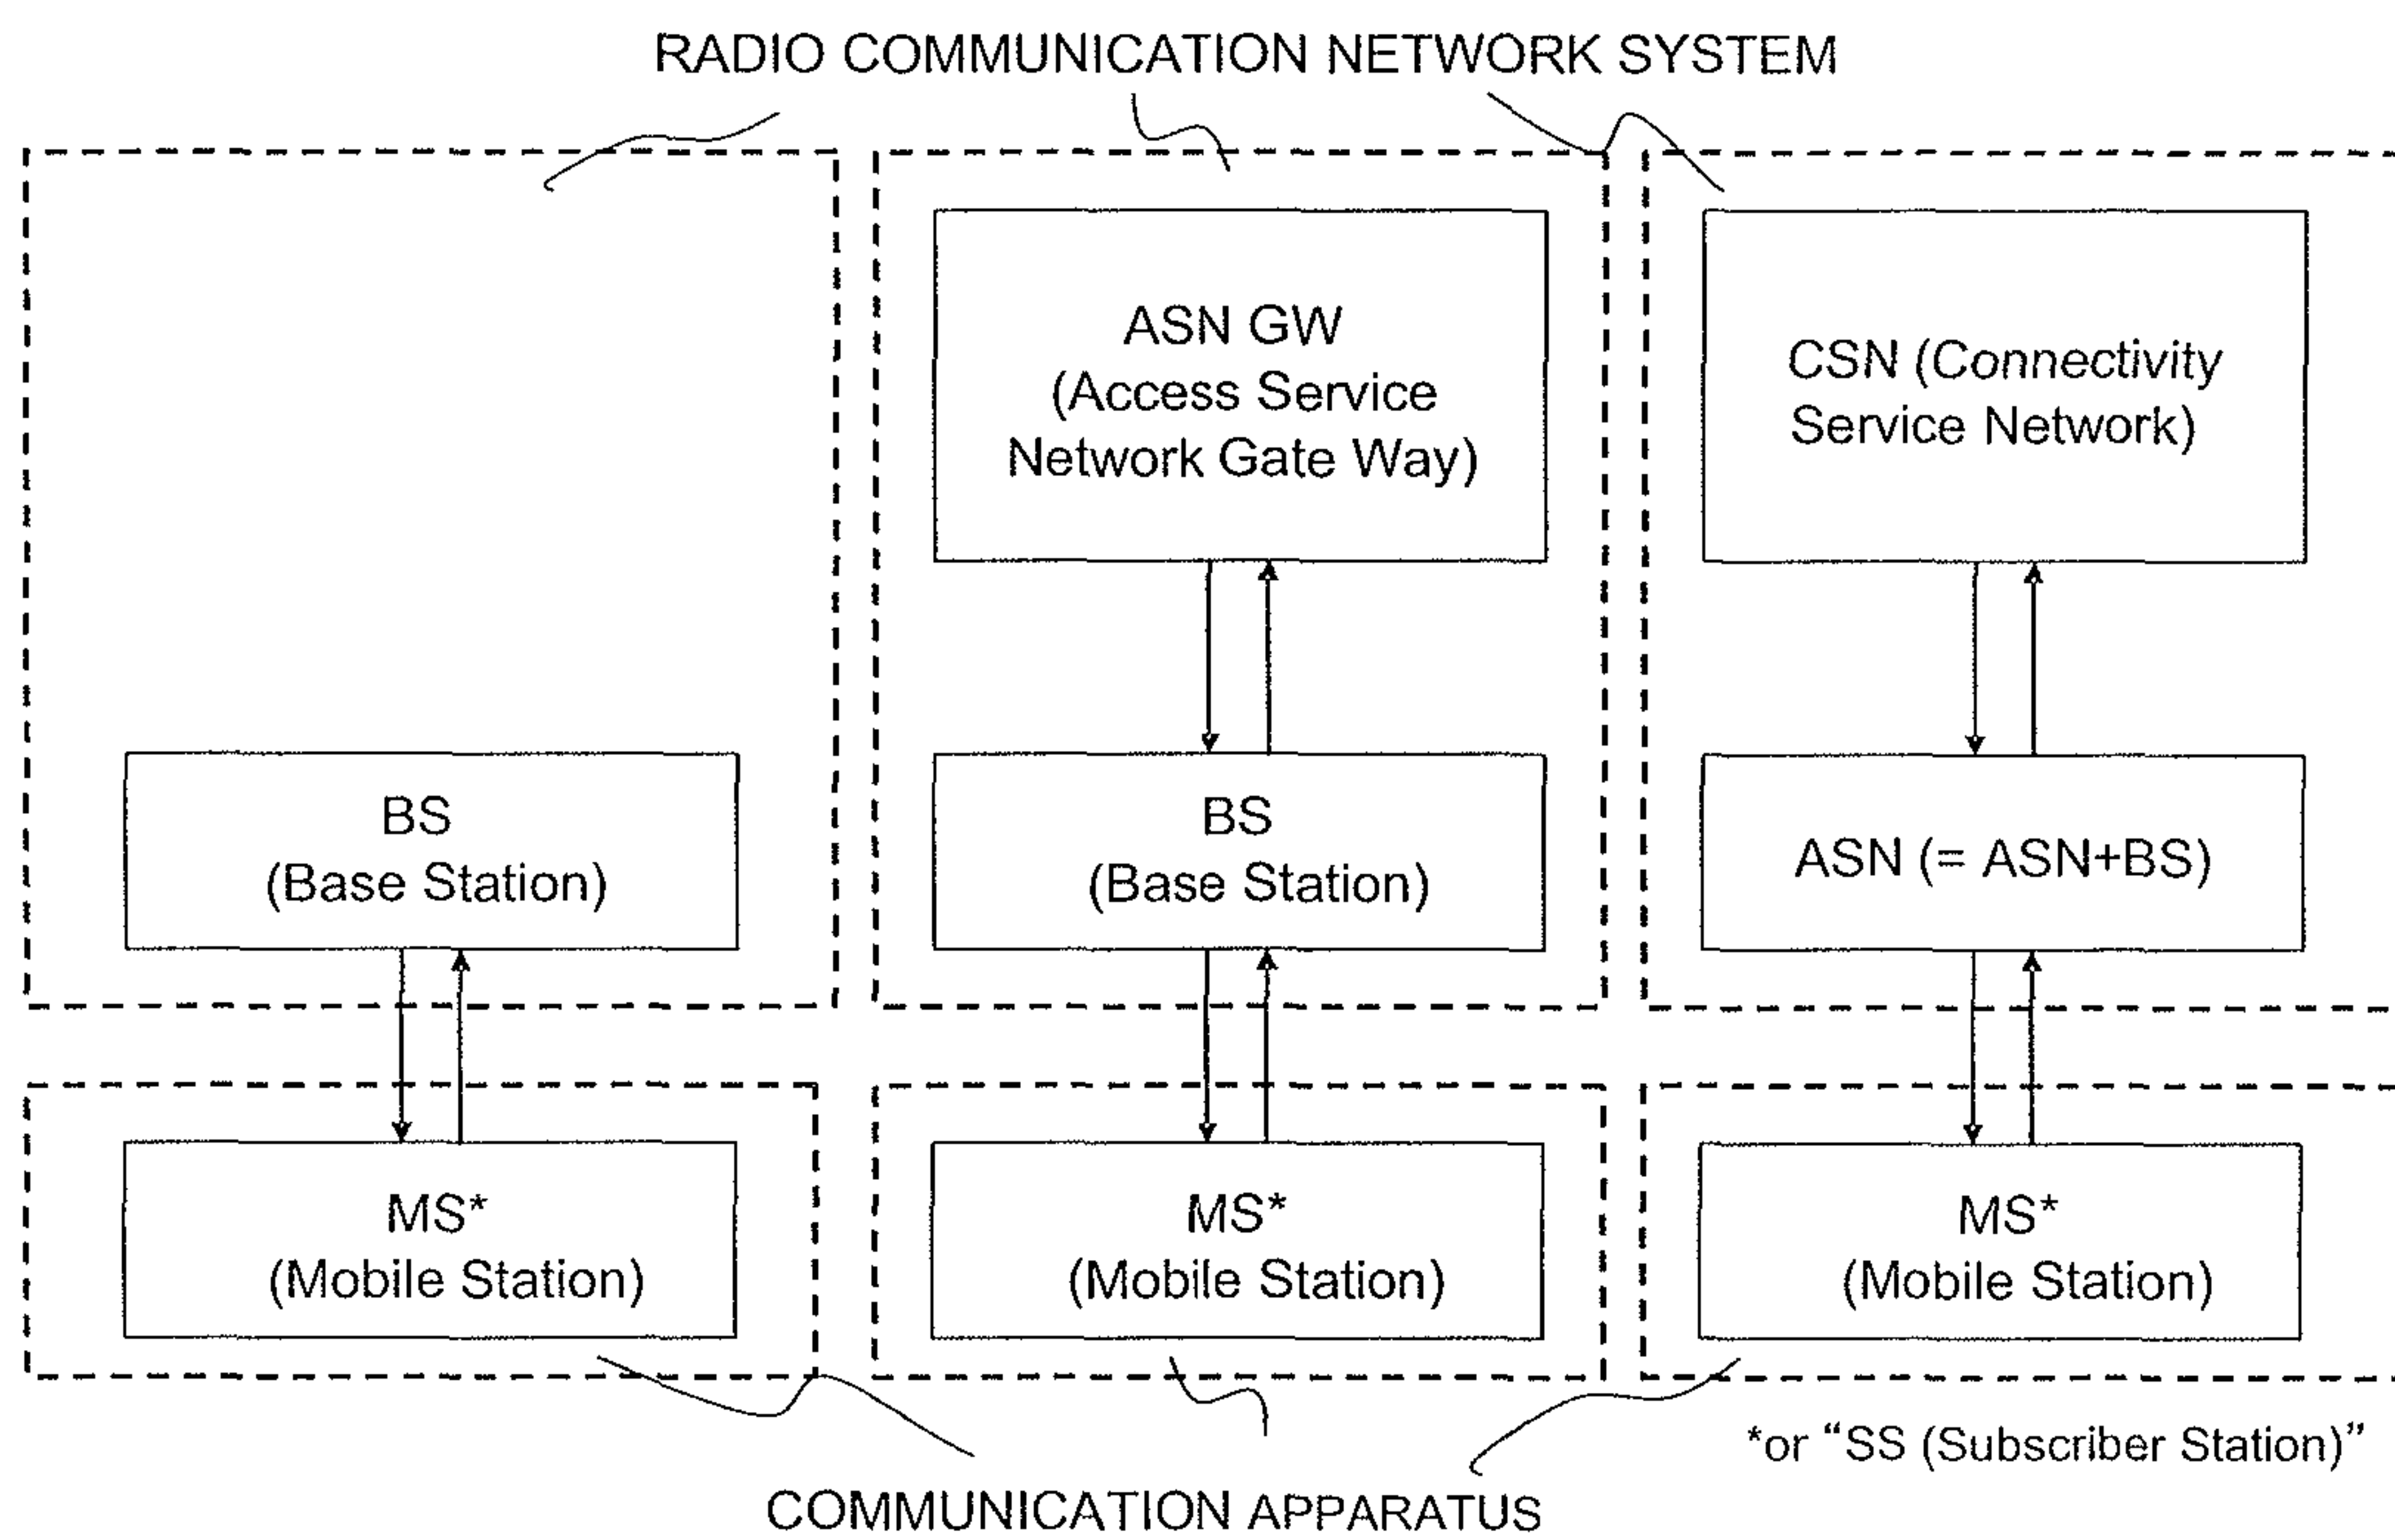 RADIO COMMUNICATION NETWORK SYSTEM
ASN GW
(Access Service
Network Gate Way)
CSN (Connectivity
Service Network)
BS
(Base Station)
BS
(Base Station)
ASN (= ASN+BS)
MS*
(Mobile Station)
MS*
(Mobile Station)
MS*
(Mobile Station)
*or “SS (Subscriber Station)”
COMMUNICATION APPARATUS